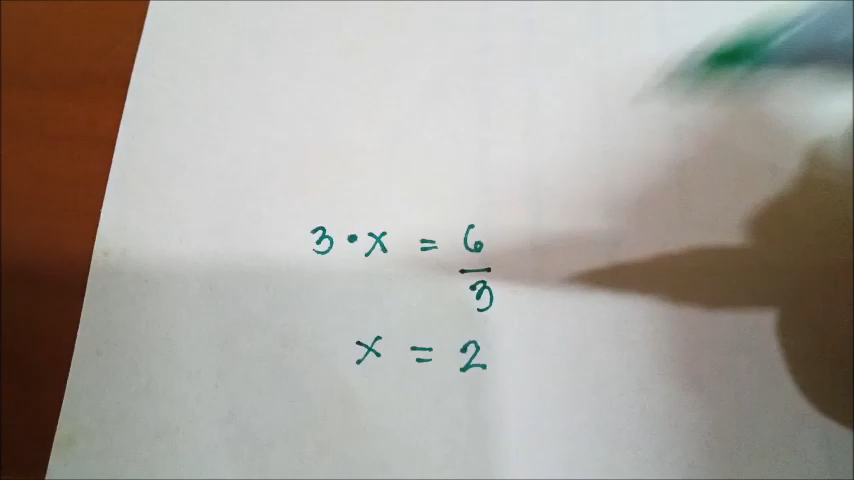 3 · x = 6/3
x = 2